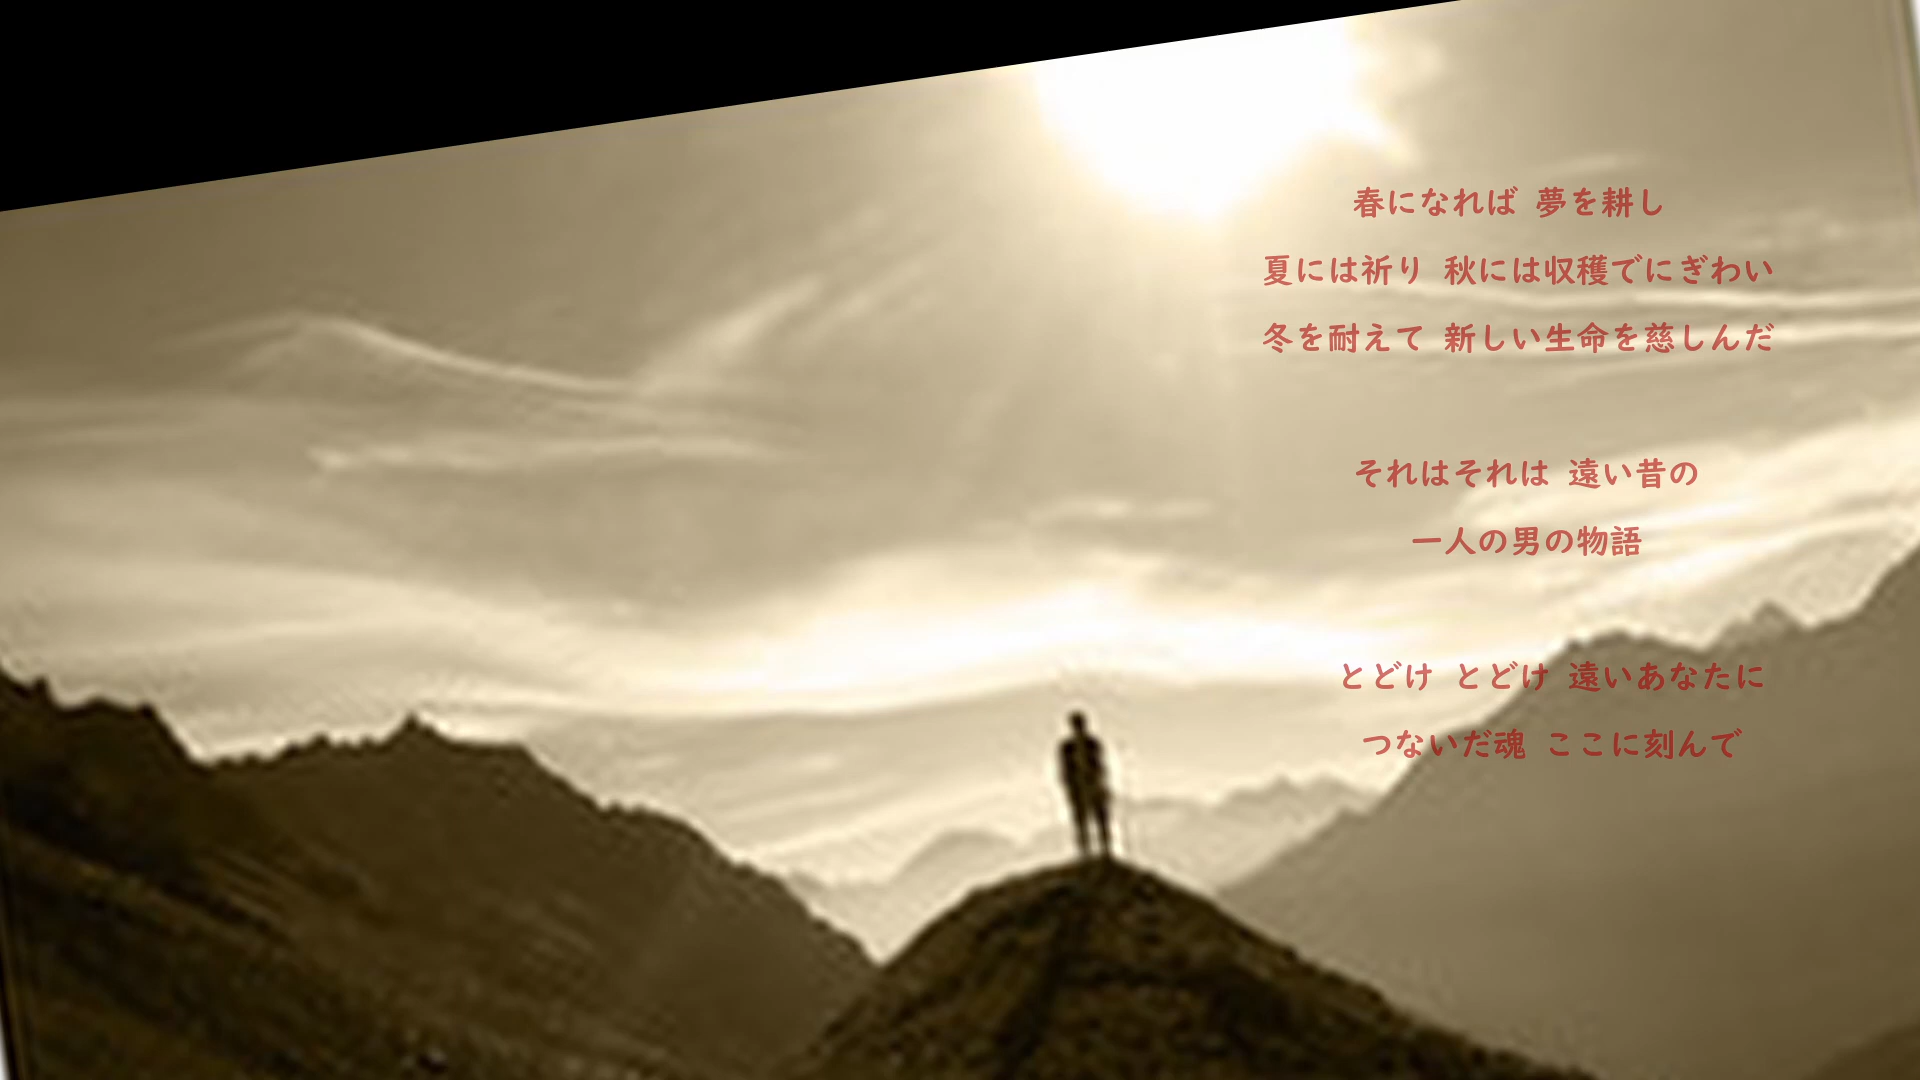 春になれば 夢を耕し
夏には祈り 秋には収穫でにぎわい
冬を耐えて 新しい生命を慈しんだ
それはそれは 遠い昔の
一人の男の物語
とどけ とどけ 遠いあなたに
つないだ魂 ここに刻んで